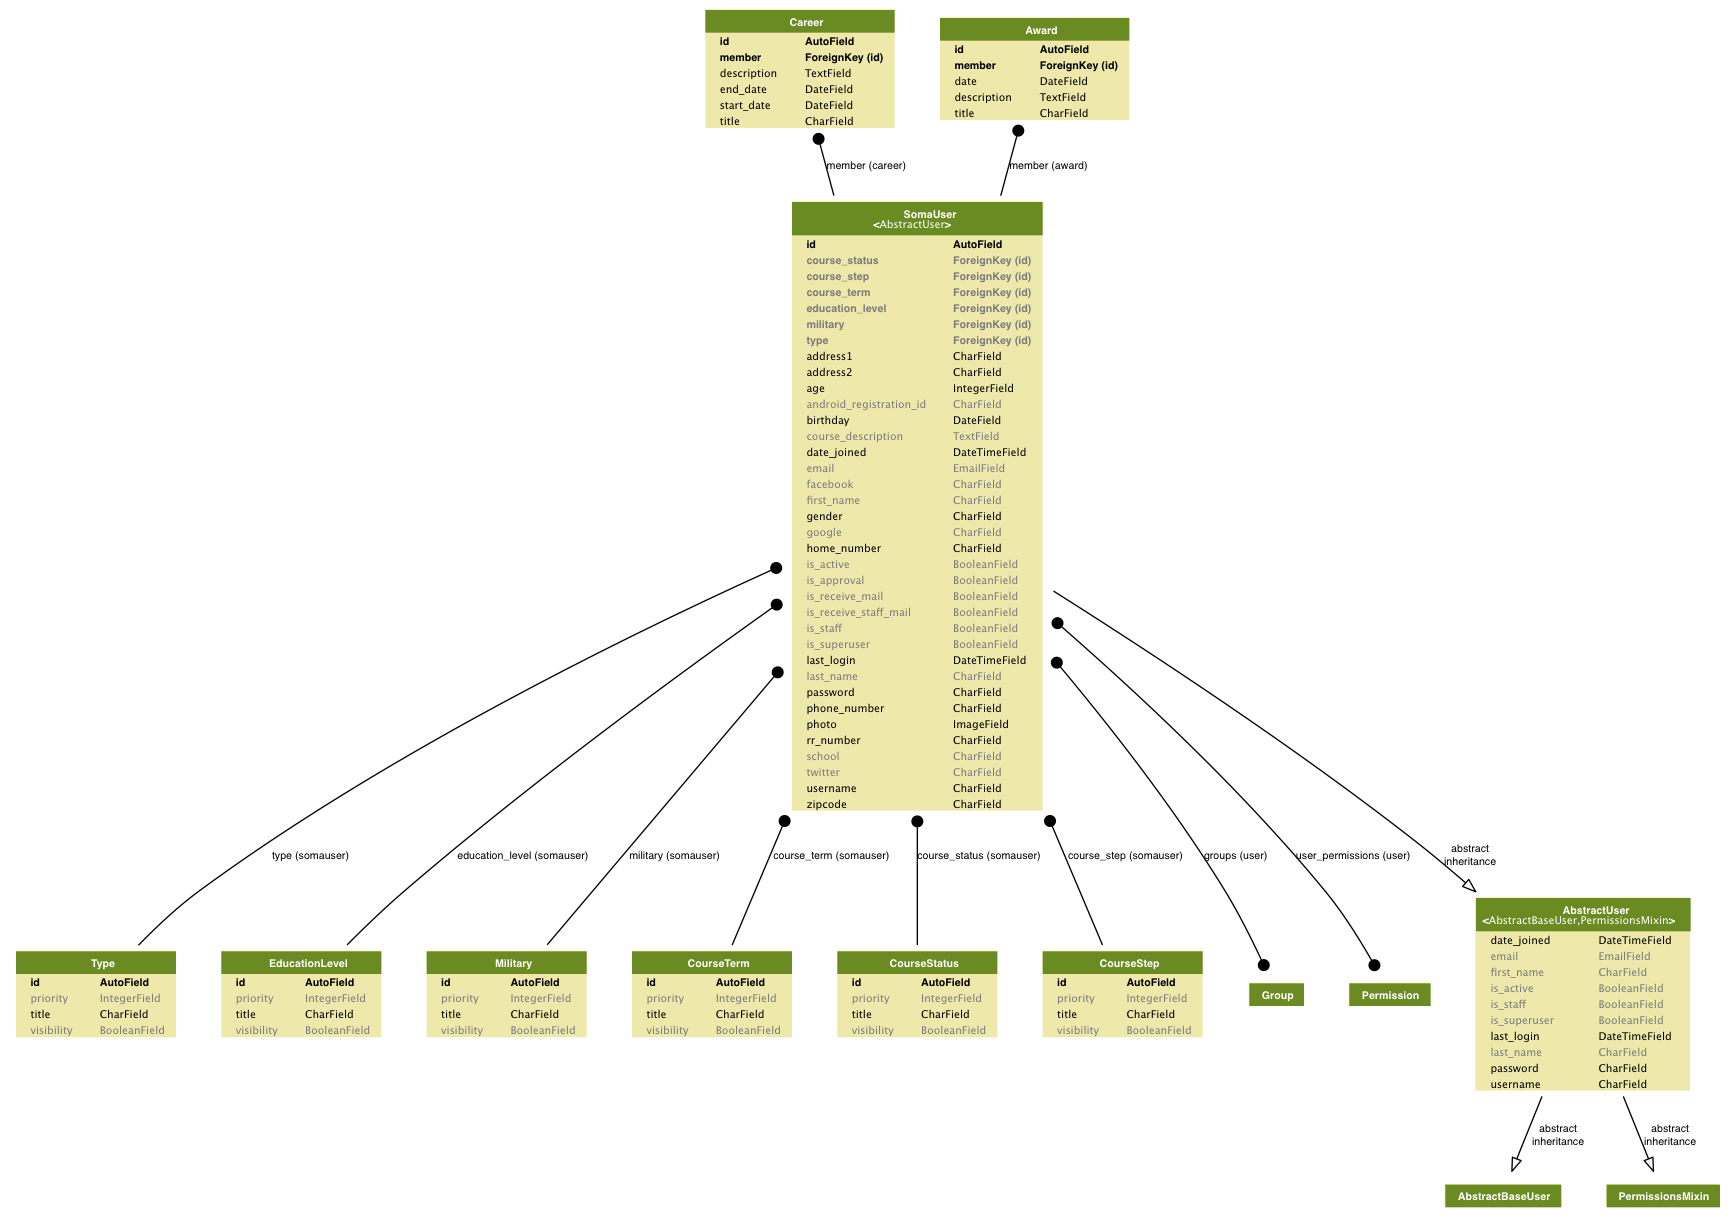 Career
id AutoField
member ForeignKey (id)
description TextField
end_date DateField
start_date DateField
title CharField
Award
id AutoField
member ForeignKey (id)
date DateField
description TextField
title CharField
member (career)
member (award)
SomaUser
<AbstractUser>
id AutoField
course_status ForeignKey (id)
course_step ForeignKey (id)
course_term ForeignKey (id)
education_level ForeignKey (id)
military ForeignKey (id)
type ForeignKey (id)
address1 CharField
address2 CharField
age IntegerField
android_registration_id CharField
birthday DateField
course_description TextField
date_joined DateTimeField
email EmailField
facebook CharField
first_name CharField
gender CharField
google CharField
home_number CharField
is_active BooleanField
is_approval BooleanField
is_receive_mail BooleanField
is_receive_staff_mail BooleanField
is_staff BooleanField
is_superuser BooleanField
last_login DateTimeField
last_name CharField
password CharField
phone_number CharField
photo ImageField
rr_number CharField
school CharField
twitter CharField
username CharField
zipcode CharField
type (somauser)
education_level (somauser)
military (somauser)
course_term (somauser)
course_status (somauser)
course_step (somauser)
groups (user)
user_permissions (user)
abstract
inheritance
Type
id AutoField
priority IntegerField
title CharField
visibility BooleanField
EducationLevel
id AutoField
priority IntegerField
title CharField
visibility BooleanField
Military
id AutoField
priority IntegerField
title CharField
visibility BooleanField
CourseTerm
id AutoField
priority IntegerField
title CharField
visibility BooleanField
CourseStatus
id AutoField
priority IntegerField
title CharField
visibility BooleanField
CourseStep
id AutoField
priority IntegerField
title CharField
visibility BooleanField
Group
Permission
AbstractUser
<AbstractBaseUser,PermissionsMixin>
date_joined DateTimeField
email EmailField
first_name CharField
is_active BooleanField
is_staff BooleanField
is_superuser BooleanField
last_login DateTimeField
last_name CharField
password CharField
username CharField
abstract
inheritance
abstract
inheritance
AbstractBaseUser
PermissionsMixin